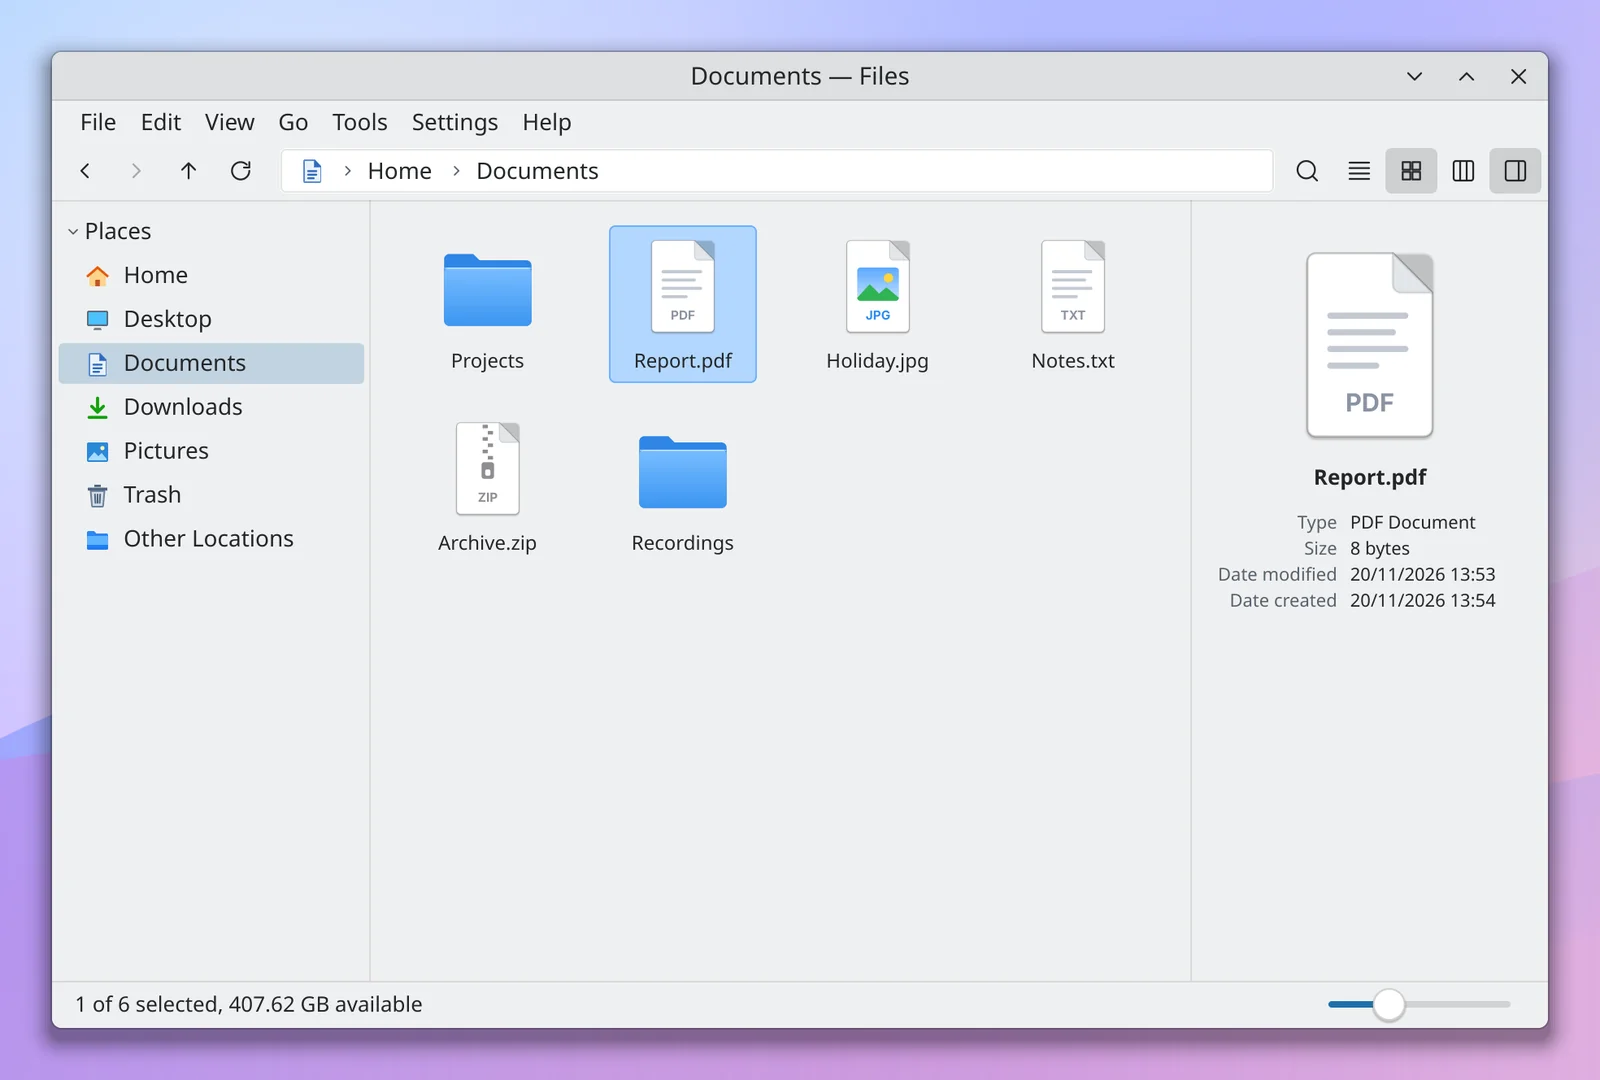 Documents — Files
File Edit View Go Tools Settings Help
Home Documents
Places
Home
Desktop
Documents
Downloads
Pictures
Trash
Other Locations
PDF
JPG
TXT
Projects
Report.pdf
Holiday.jpg
Notes.txt
ZIP
Archive.zip
Recordings
PDF
Report.pdf
Type PDF Document
Size 8 bytes
Date modified 20/11/2026 13:53
Date created 20/11/2026 13:54
1 of 6 selected, 407.62 GB available